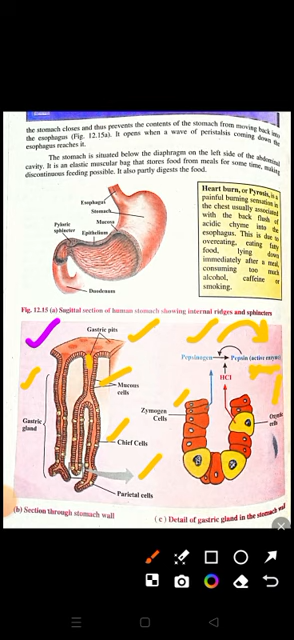 the stomach closes and thus prevents the contents of the stomach from moving back into
the esophagus (Fig. 12.15a). It opens when a wave of peristalsis coming down the
esophagus reaches it.
The stomach is situated below the diaphragm on the left side of the abdominal
cavity. It is an elastic muscular bag that stores food from meals for some time, making
discontinuous feeding possible. It also partly digests the food.
Esophagus
Stomach
Mucosa
Pyloric
sphincter
Epithelium
Duodenum
Heart burn, or Pyrosis, is a
painful burning sensation in
the chest usually associated
with the back flush of
acidic chyme into the
esophagus. This is due to
overeating, eating fatty
food, lying down
immediately after a meal,
consuming too much
alcohol, caffeine or
smoking.
Fig. 12.15 (a) Sagittal section of human stomach showing internal ridges and sphincters
Gastric pits
Mucous
cells
Gastric
gland
Chief Cells
Parietal cells
Pepsinogen
Pepsin (active
HCl
Zymogen
Cells
cells
(b) Section through stomach wall
(c) Detail of gastric gland in the stomach wall